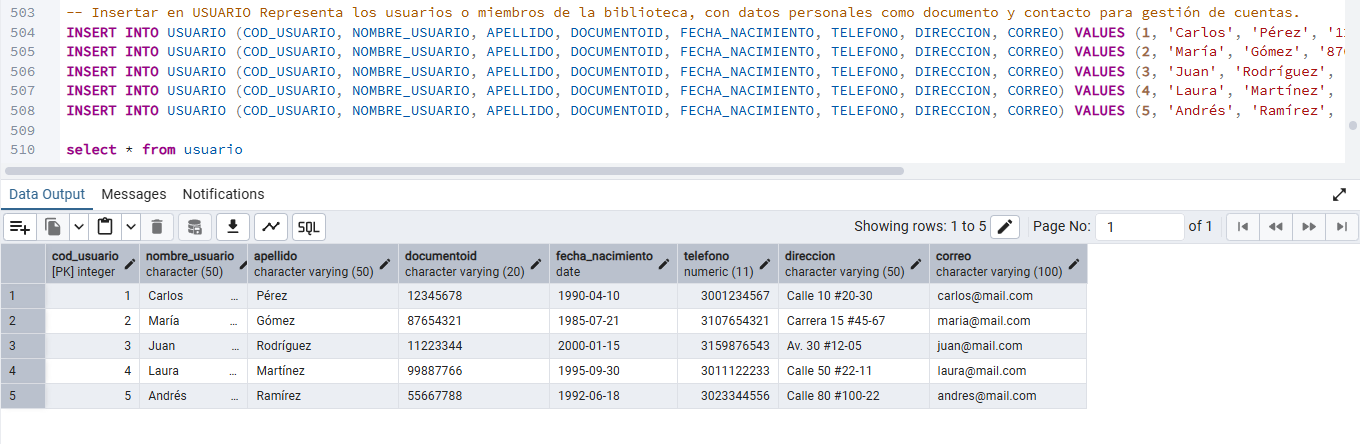 503 -- Insertar en USUARIO Representa los usuarios o miembros de la biblioteca, con datos personales como documento y contacto para gestión de cuentas.
504 INSERT INTO USUARIO (COD_USUARIO, NOMBRE_USUARIO, APELLIDO, DOCUMENTOID, FECHA_NACIMIENTO, TELEFONO, DIRECCION, CORREO) VALUES (1, 'Carlos', 'Pérez',
505 INSERT INTO USUARIO (COD_USUARIO, NOMBRE_USUARIO, APELLIDO, DOCUMENTOID, FECHA_NACIMIENTO, TELEFONO, DIRECCION, CORREO) VALUES (2, 'María', 'Gómez',
506 INSERT INTO USUARIO (COD_USUARIO, NOMBRE_USUARIO, APELLIDO, DOCUMENTOID, FECHA_NACIMIENTO, TELEFONO, DIRECCION, CORREO) VALUES (3, 'Juan', 'Rodríguez',
507 INSERT INTO USUARIO (COD_USUARIO, NOMBRE_USUARIO, APELLIDO, DOCUMENTOID, FECHA_NACIMIENTO, TELEFONO, DIRECCION, CORREO) VALUES (4, 'Laura', 'Martínez',
508 INSERT INTO USUARIO (COD_USUARIO, NOMBRE_USUARIO, APELLIDO, DOCUMENTOID, FECHA_NACIMIENTO, TELEFONO, DIRECCION, CORREO) VALUES (5, 'Andrés', 'Ramírez',
509
510 select * from usuario
Data Output Messages Notifications
SQL Showing rows: 1 to 5 Page No: 1 of 1
cod_usuario nombre_usuario apellido documentoid fecha_nacimiento telefono direccion correo
[PK] integer character (50) character varying (50) character varying (20) date numeric (11) character varying (50) character varying (100)
1 1 Carlos ... Pérez 12345678 1990-04-10 3001234567 Calle 10 #20-30 carlos@mail.com
2 2 María ... Gómez 87654321 1985-07-21 3107654321 Carrera 15 #45-67 maria@mail.com
3 3 Juan ... Rodríguez 11223344 2000-01-15 3159876543 Av. 30 #12-05 juan@mail.com
4 4 Laura ... Martínez 99887766 1995-09-30 3011122233 Calle 50 #22-11 laura@mail.com
5 5 Andrés ... Ramírez 55667788 1992-06-18 3023344556 Calle 80 #100-22 andres@mail.com